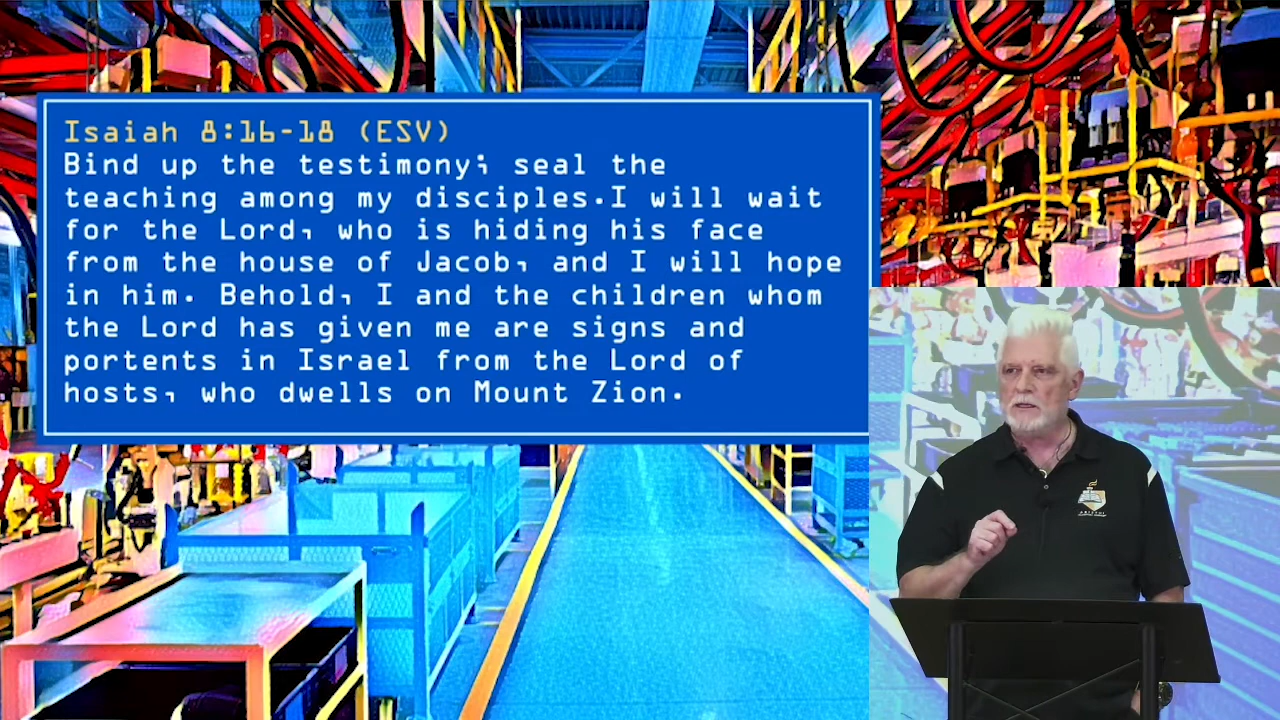 Isaiah 8:16-18 (ESV)
Bind up the testimony; seal the
teaching among my disciples.I will wait
for the Lord, who is hiding his face
from the house of Jacob, and I will hope
in him. Behold, I and the children whom
the Lord has given me are signs and
portents in Israel from the Lord of
hosts, who dwells on Mount Zion.